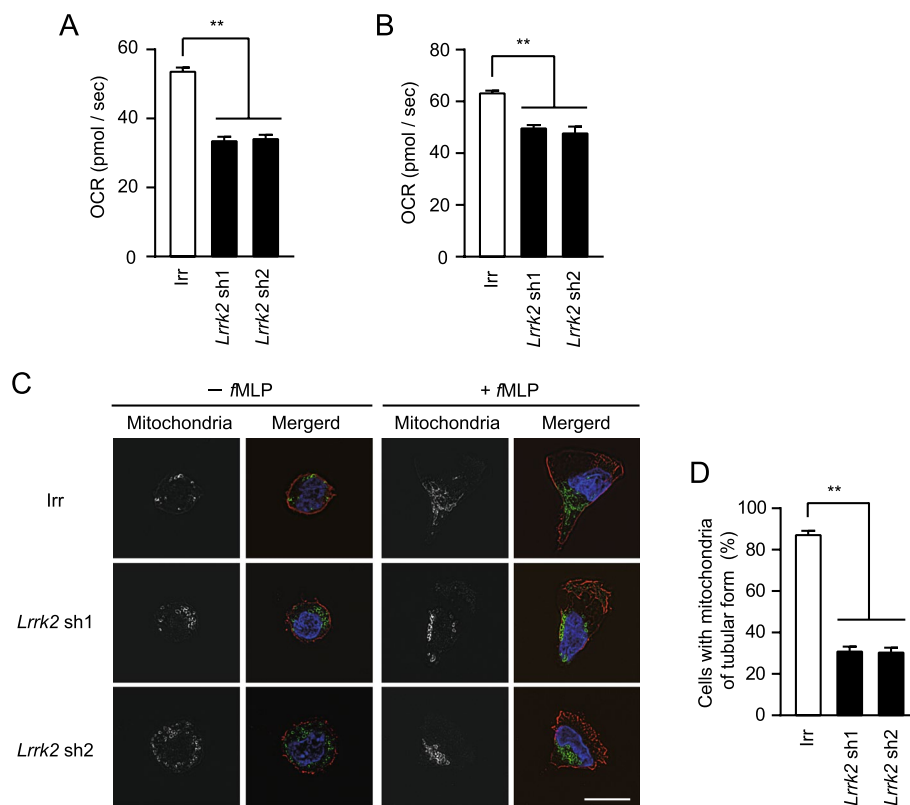 A
**
60
40
20
0
OCR (pmol / sec)
Irr
Lrrk2 sh1
Lrrk2 sh2
B
**
80
60
40
20
0
OCR (pmol / sec)
Irr
Lrrk2 sh1
Lrrk2 sh2
C
— fMLP
+ fMLP
Mitochondria
Mergerd
Mitochondria
Mergerd
Irr
Lrrk2 sh1
Lrrk2 sh2
D
**
100
80
60
40
20
0
Cells with mitochondria
of tubular form (%)
Irr
Lrrk2 sh1
Lrrk2 sh2